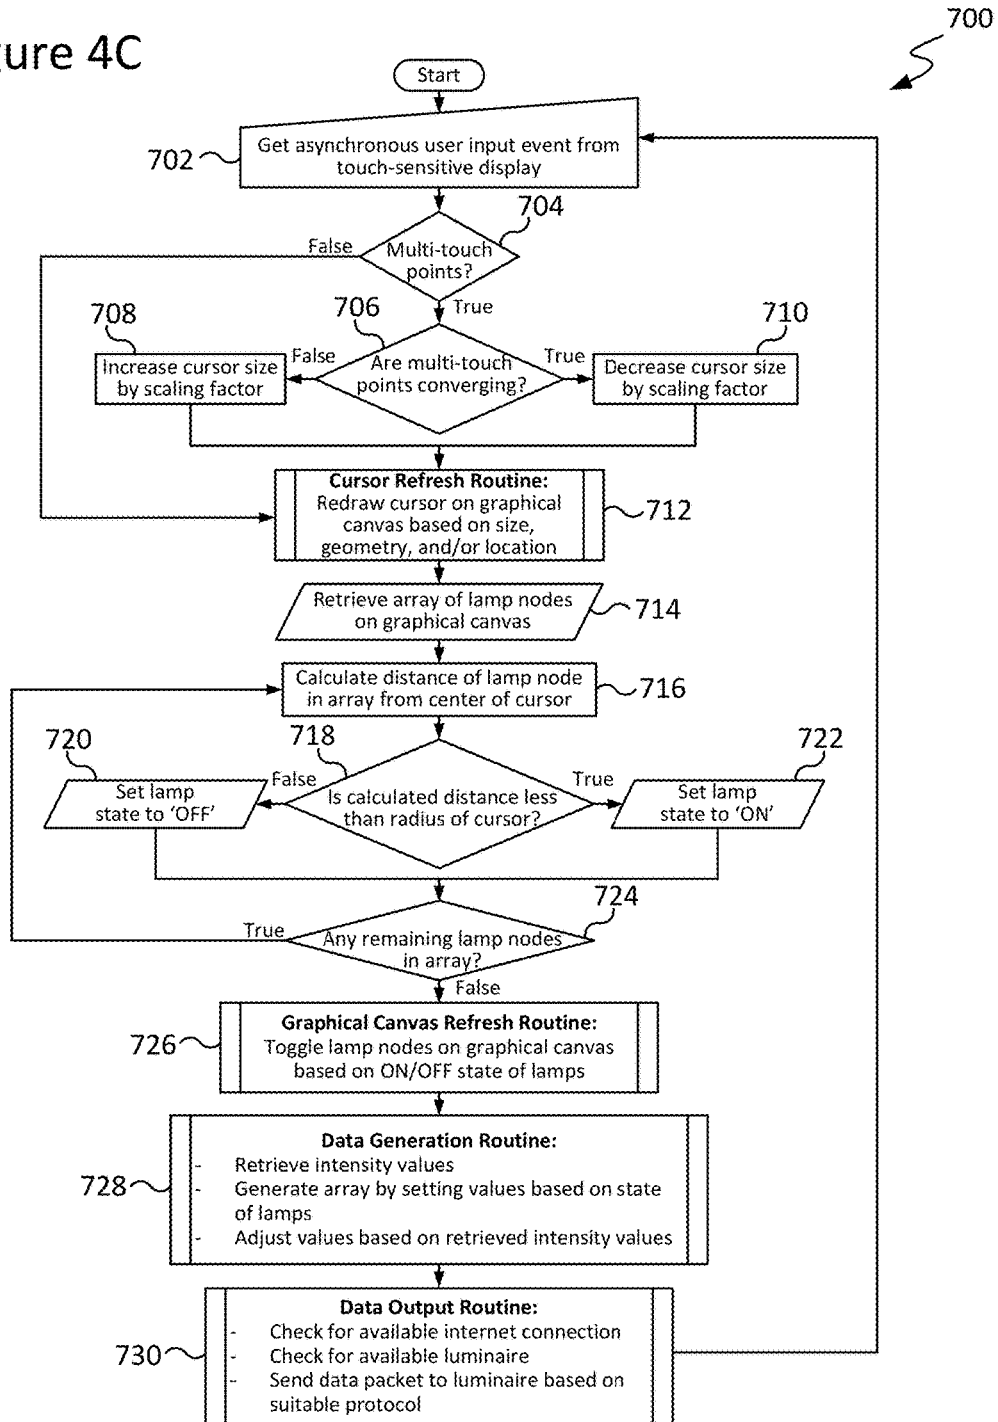 700
gure 4C
Start
702
Get asynchronous user input event from
touch-sensitive display
704
False
Multi-touch
points?
True
706
708
710
False
True
Increase cursor size
by scaling factor
Are multi-touch
points converging?
Decrease cursor size
by scaling factor
Cursor Refresh Routine:
Redraw cursor on graphical
canvas based on size,
geometry, and/or location
712
Retrieve array of lamp nodes
on graphical canvas
714
Calculate distance of lamp node
in array from center of cursor
716
720
718
722
False
True
Set lamp
state to ‘OFF’
Is calculated distance less
than radius of cursor?
Set lamp
state to ‘ON’
724
True
Any remaining lamp nodes
in array?
False
726
Graphical Canvas Refresh Routine:
Toggle lamp nodes on graphical canvas
based on ON/OFF state of lamps
728
Data Generation Routine:
- Retrieve intensity values
- Generate array by setting values based on state
of lamps
- Adjust values based on retrieved intensity values
730
Data Output Routine:
- Check for available internet connection
- Check for available luminaire
- Send data packet to luminaire based on
suitable protocol